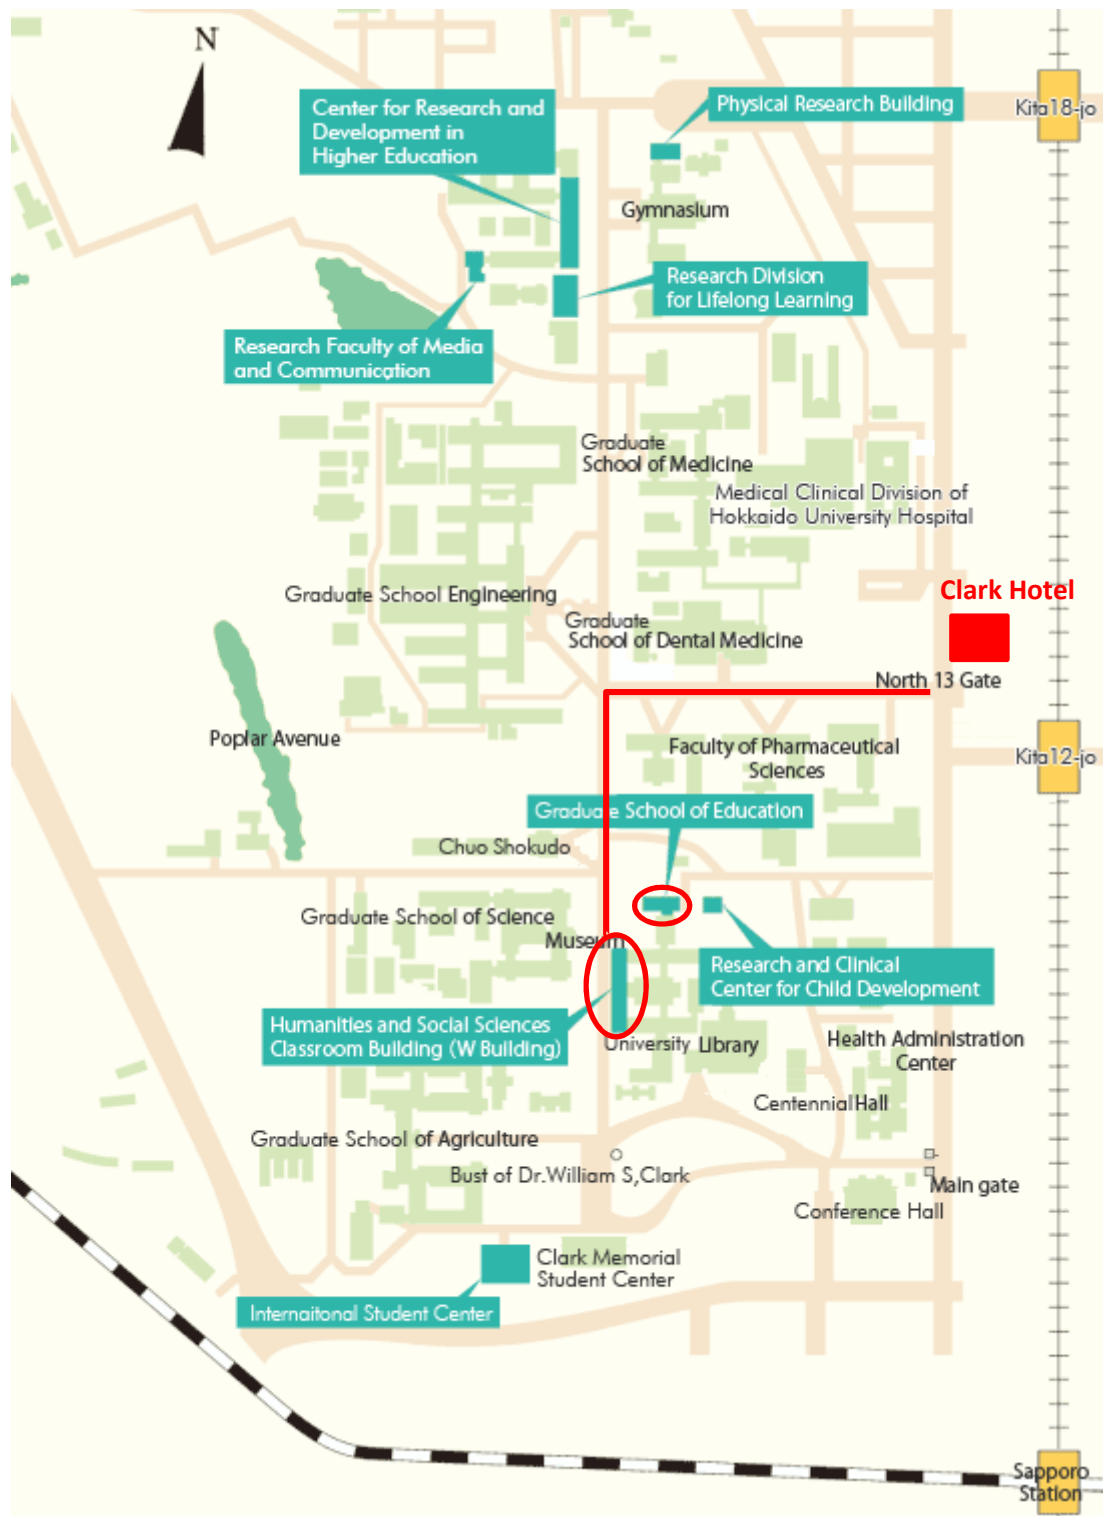 N
Center for Research and
Development in
Higher Education
Physical Research Building
Kita18-jo
Gymnasium
Research Division
for Lifelong Learning
Research Faculty of Media
and Communication
Graduate
School of Medicine
Medical Clinical Division of
Hokkaido University Hospital
Graduate School Engineering
Clark Hotel
Graduate
School of Dental Medicine
North 13 Gate
Poplar Avenue
Faculty of Pharmaceutical
Sciences
Kita12-jo
Graduate School of Education
Chuo Shokudo
Graduate School of Science
Museum
Research and Clinical
Center for Child Development
Humanities and Social Sciences
Classroom Building (W Building)
University Library
Health Administration
Center
Centennial Hall
Graduate School of Agriculture
Bust of Dr.William S,Clark
Main gate
Conference Hall
Clark Memorial
Student Center
Internaitonal Student Center
Sapporo
Station